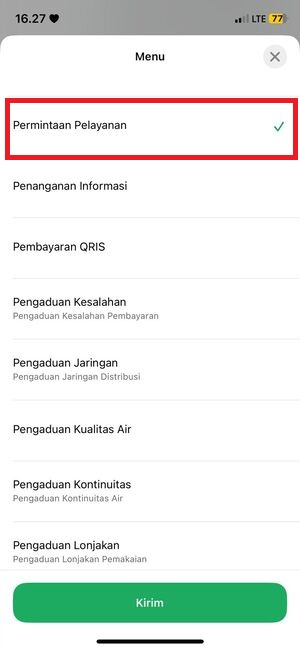 16.27
LTE 77
Menu
Permintaan Pelayanan
Penanganan Informasi
Pembayaran QRIS
Pengaduan Kesalahan
Pengaduan Kesalahan Pembayaran
Pengaduan Jaringan
Pengaduan Jaringan Distribusi
Pengaduan Kualitas Air
Pengaduan Kontinuitas
Pengaduan Kontinuitas Air
Pengaduan Lonjakan
Pengaduan Lonjakan Pemakaian
Kirim